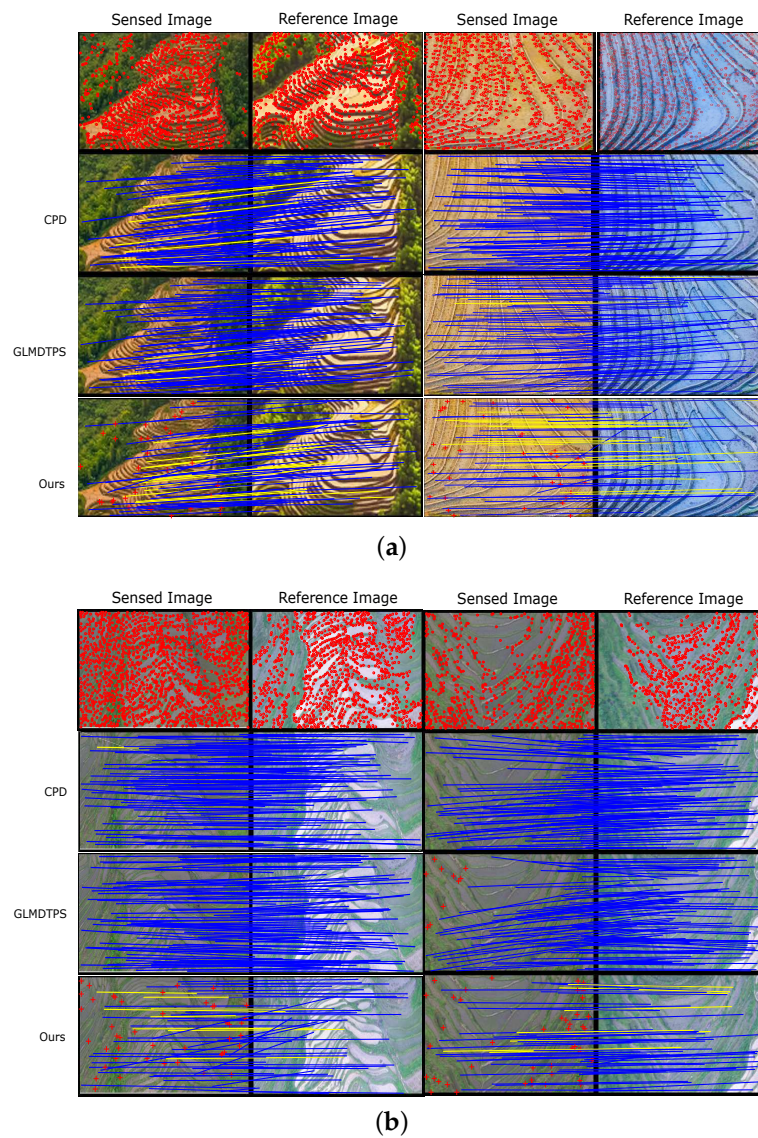 Sensed Image Reference Image Sensed Image Reference Image
CPD
GLMDTPS
Ours
(a)
Sensed Image Reference Image Sensed Image Reference Image
CPD
GLMDTPS
Ours
(b)